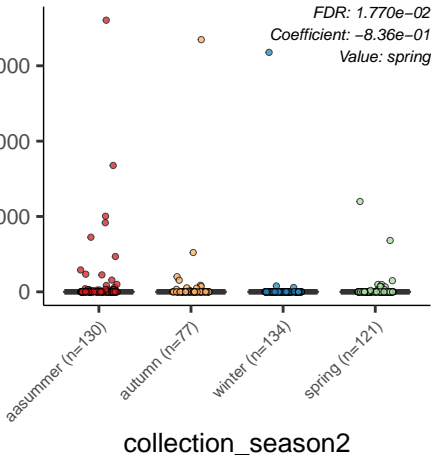 FDR: 1.770e−02
Coefficient: −8.36e−01
Value: spring
000
000
000
0
aasummer (n=130)
autumn (n=77)
winter (n=134)
spring (n=121)
collection_season2